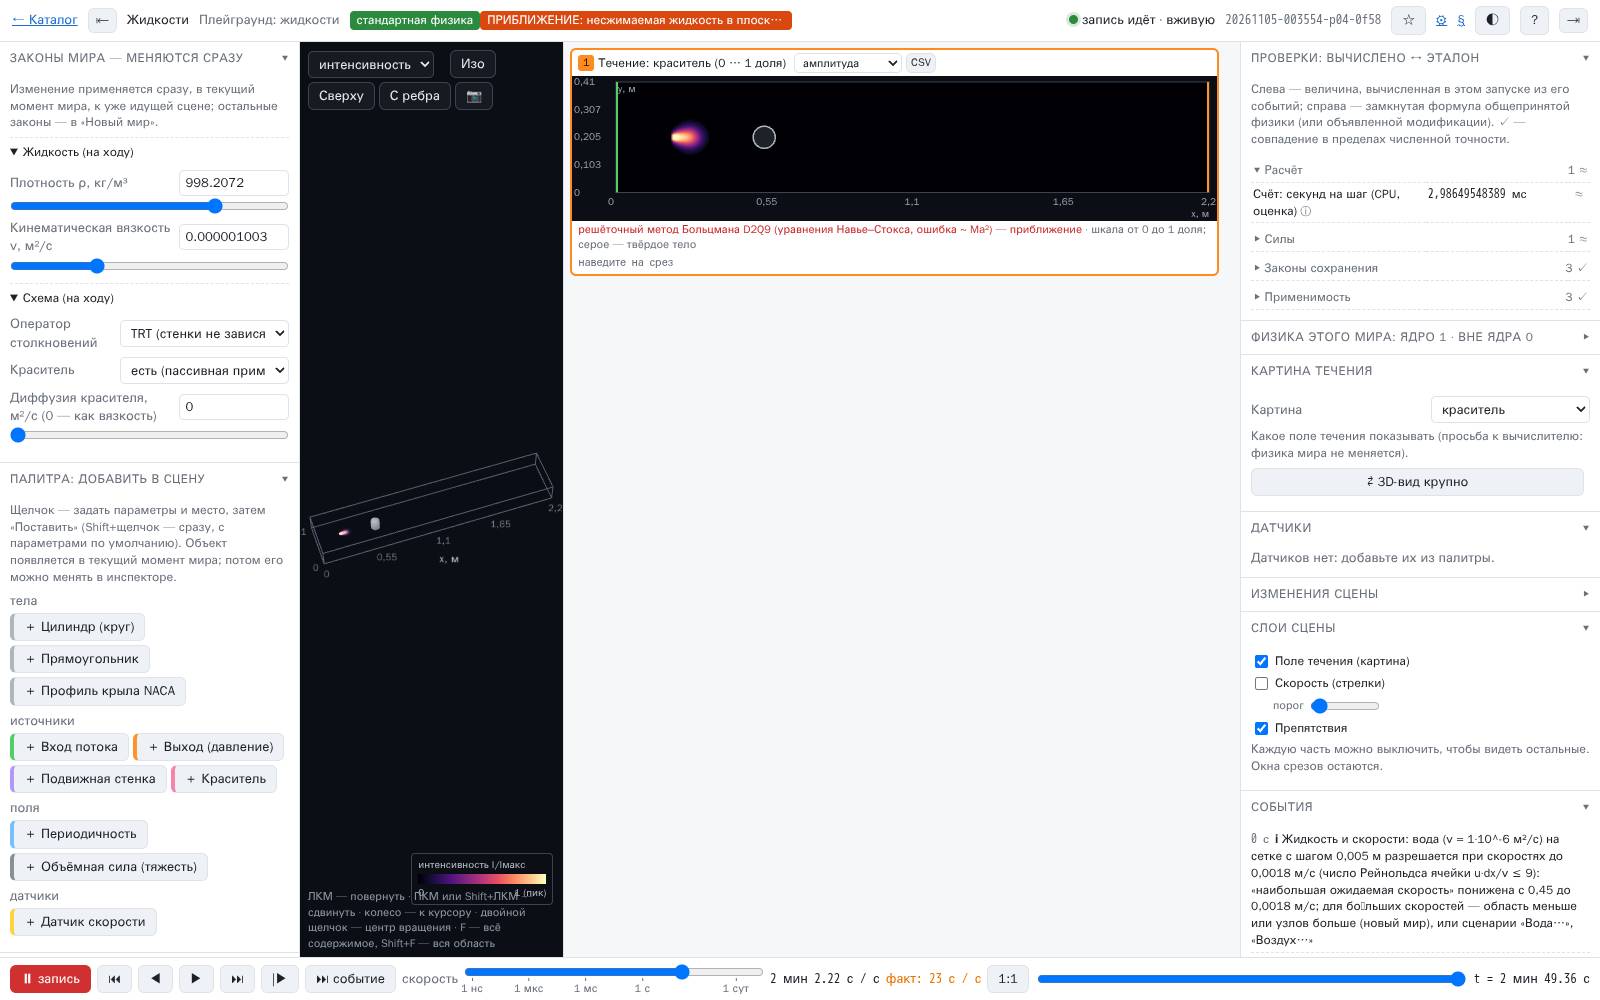 ← Каталог ⇤ Жидкости Плейграунд: жидкости стандартная физика ПРИБЛИЖЕНИЕ: несжимаемая жидкость в плоск⋯ запись идёт · вживую 20261105-003554-p04-0f58 ☆ ⚙ § ◐ ? ⇥
ЗАКОНЫ МИРА — МЕНЯЮТСЯ СРАЗУ
Изменение применяется сразу, в текущий
момент мира, к уже идущей сцене; остальные
законы — в «Новый мир».
▼ Жидкость (на ходу)
Плотность ρ, кг/м³ 998.2072
Кинематическая вязкость
ν, м²/с 0.000001003
▼ Схема (на ходу)
Оператор
столкновений TRT (стенки не завися
Краситель есть (пассивная прим
Диффузия красителя,
м²/с (0 — как вязкость) 0
ПАЛИТРА: ДОБАВИТЬ В СЦЕНУ
Щелчок — задать параметры и место, затем
«Поставить» (Shift+щелчок — сразу, с
параметрами по умолчанию). Объект
появляется в текущий момент мира; потом его
можно менять в инспекторе.
тела
+ Цилиндр (круг)
+ Прямоугольник
+ Профиль крыла NACA
источники
+ Вход потока + Выход (давление)
+ Подвижная стенка + Краситель
поля
+ Периодичность
+ Объёмная сила (тяжесть)
датчики
+ Датчик скорости
интенсивность Изо
Сверху С ребра
1 0 0 0,55 1,1 1,65 2,2
x, м
интенсивность I/Iмакс
0 1 (пик)
ЛКМ — повернуть · ПКМ или Shift+ЛКМ —
сдвинуть · колесо — к курсору · двойной
щелчок — центр вращения · F — всё
содержимое, Shift+F — вся область
1 Течение: краситель (0 ⋯ 1 доля) амплитуда CSV
0,41 y, м
0,307
0,205
0,103
0
0 0,55 1,1 1,65 2,2
x, м
решёточный метод Больцмана D2Q9 (уравнения Навье—Стокса, ошибка ~ Ma²) — приближение · шкала от 0 до 1 доля;
серое — твёрдое тело
наведите на срез
ПРОВЕРКИ: ВЫЧИСЛЕНО ↔ ЭТАЛОН
Слева — величина, вычисленная в этом запуске из его
событий; справа — замкнутая формула общепринятой
физики (или объявленной модификации). ✓ —
совпадение в пределах численной точности.
Расчёт 1 ≈
Счёт: секунд на шаг (CPU, 2,98649548389 мс ≈
оценка) ⓘ
Силы 1 ≈
Законы сохранения 3 ✓
Применимость 3 ✓
ФИЗИКА ЭТОГО МИРА: ЯДРО 1 · ВНЕ ЯДРА 0
КАРТИНА ТЕЧЕНИЯ
Картина краситель
Какое поле течения показывать (просьба к вычислителю:
физика мира не меняется).
⇄ 3D-вид крупно
ДАТЧИКИ
Датчиков нет: добавьте их из палитры.
ИЗМЕНЕНИЯ СЦЕНЫ
СЛОИ СЦЕНЫ
Поле течения (картина)
Скорость (стрелки)
порог
Препятствия
Каждую часть можно выключить, чтобы видеть остальные.
Окна срезов остаются.
СОБЫТИЯ
0 с ℹ Жидкость и скорости: вода (ν = 1·10^-6 м²/с) на
сетке с шагом 0,005 м разрешается при скоростях до
0,0018 м/с (число Рейнольдса ячейки u·dx/ν ≤ 9):
«наибольшая ожидаемая скорость» понижена с 0,45 до
0,0018 м/с; для бо́льших скоростей — область меньше
или узлов больше (новый мир), или сценарии «Вода⋯»,
«Воздух⋯»
⏸ запись ⏮ ◀ ▶ ⏭ |▶ ⏭ событие скорость 1 нс 1 мкс 1 мс 1 с 1 сут 2 мин 2.22 с / с факт: 23 с / с 1:1 t = 2 мин 49.36 с